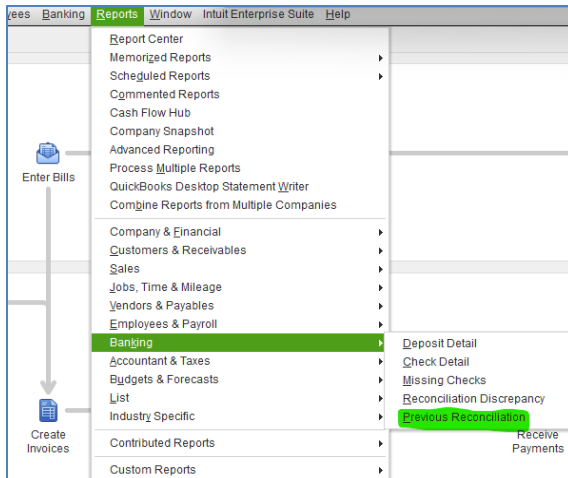 yees Banking Reports Window Intuit Enterprise Suite Help
Report Center
Memorized Reports
Scheduled Reports
Commented Reports
Cash Flow Hub
Company Snapshot
Advanced Reporting
Process Multiple Reports
QuickBooks Desktop Statement Writer
Combine Reports from Multiple Companies
Company & Financial
Customers & Receivables
Sales
Jobs, Time & Mileage
Vendors & Payables
Employees & Payroll
Banking
Accountant & Taxes
Budgets & Forecasts
List
Industry Specific
Contributed Reports
Custom Reports
Deposit Detail
Check Detail
Missing Checks
Reconciliation Discrepancy
Previous Reconciliation
Enter Bills
Create
Invoices
Receive
Payments